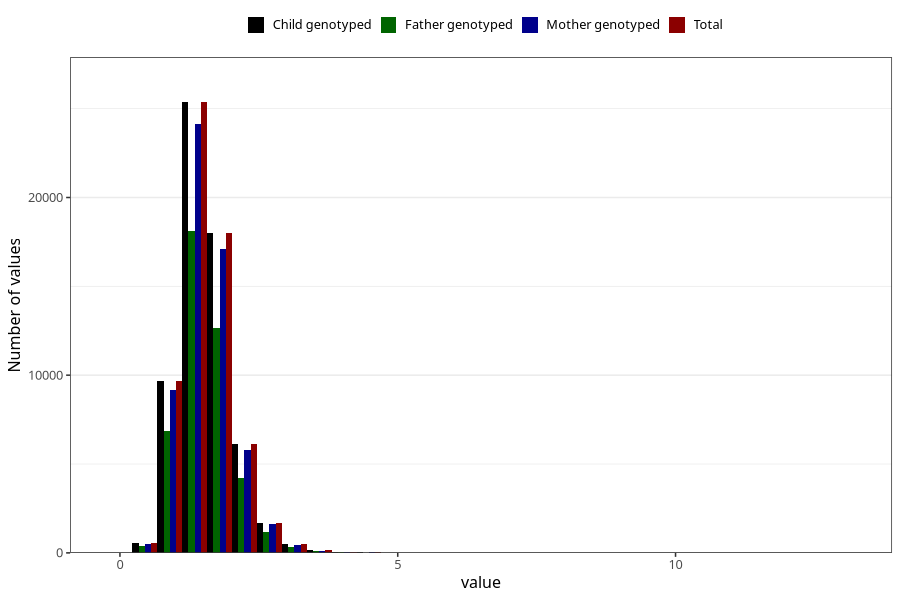 Child genotyped Father genotyped Mother genotyped Total
Number of values
20000
10000
0
0 5 10
value